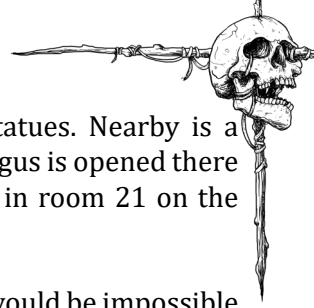 tatues. Nearby is a
gus is opened there
in room 21 on the
would be impossible